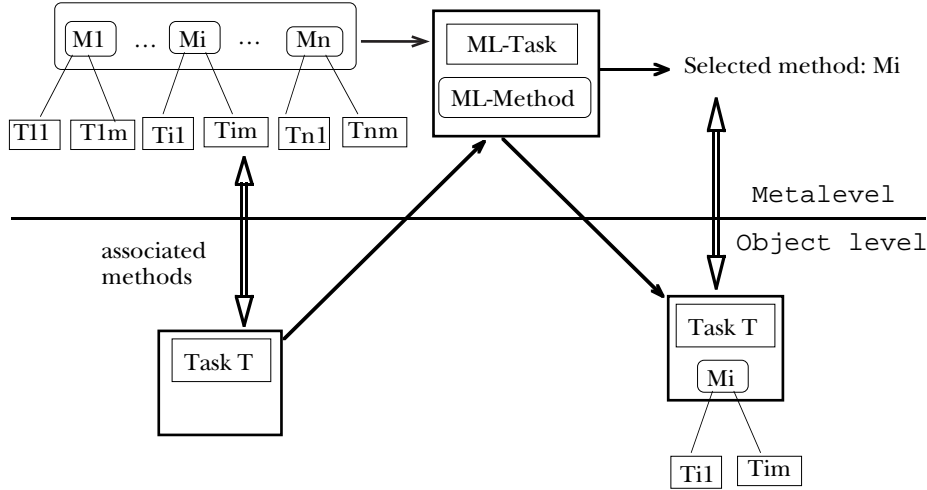 M1 ... Mi ... Mn
T11 T1m Ti1 Tim Tn1 Tnm
ML-Task
ML-Method
Selected method: Mi
Metalevel
Object level
associated
methods
Task T
Task T
Mi
Ti1 Tim